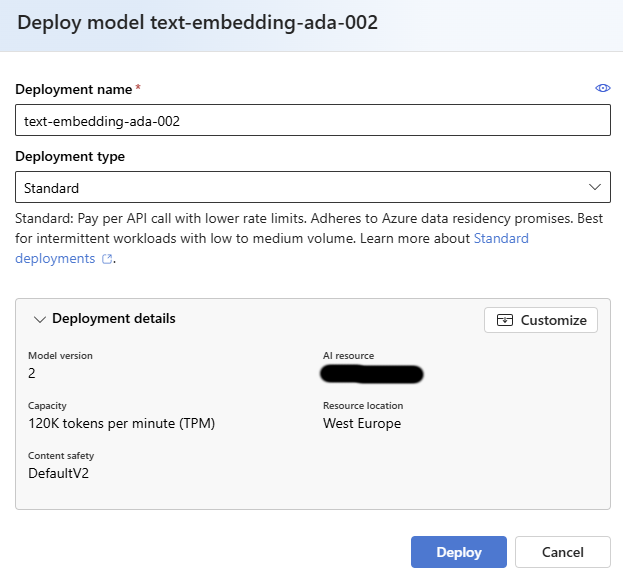 Deploy model text-embedding-ada-002
Deployment name *
text-embedding-ada-002
Deployment type
Standard
Standard: Pay per API call with lower rate limits. Adheres to Azure data residency promises. Best
for intermittent workloads with low to medium volume. Learn more about Standard
deployments .
Deployment details
Customize
Model version
2
AI resource
Capacity
120K tokens per minute (TPM)
Resource location
West Europe
Content safety
DefaultV2
Deploy
Cancel